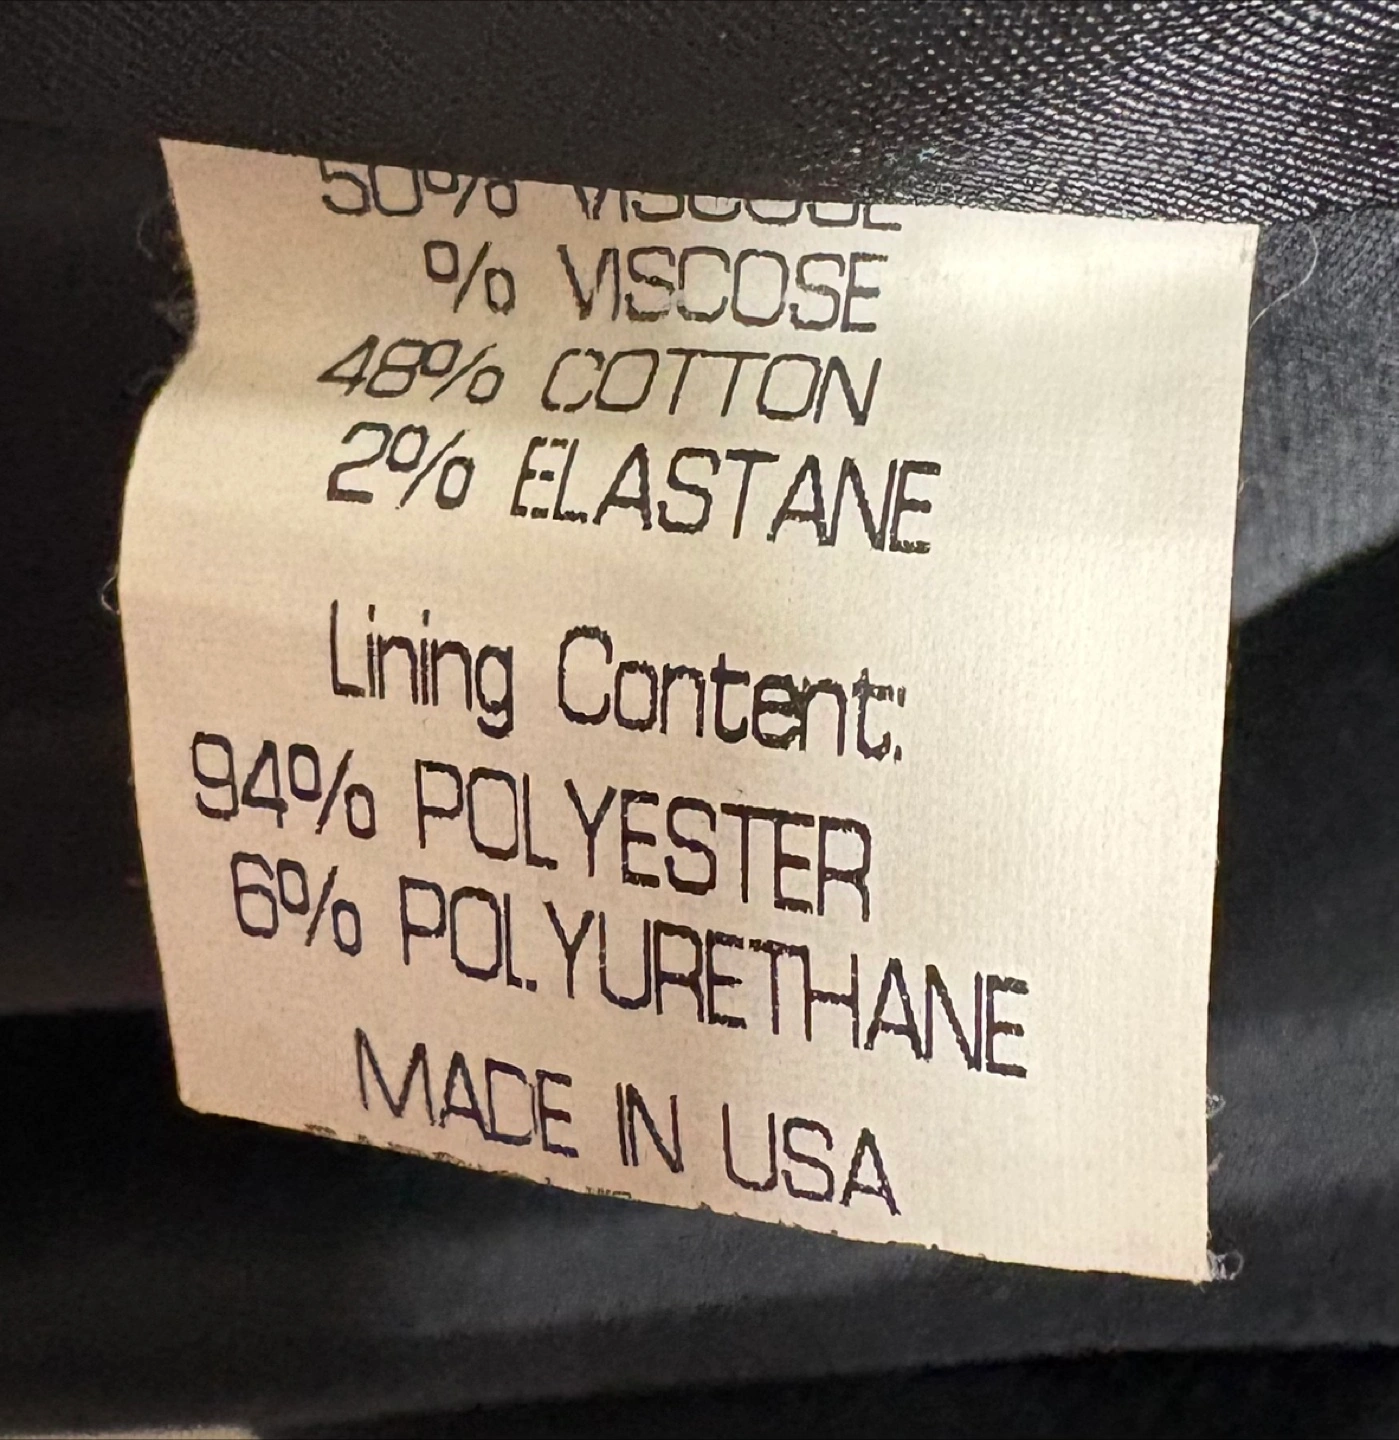 50% VISCOSE
% VISCOSE
48% COTTON
2% ELASTANE
Lining Content:
94% POLYESTER
6% POLYURETHANE
MADE IN USA